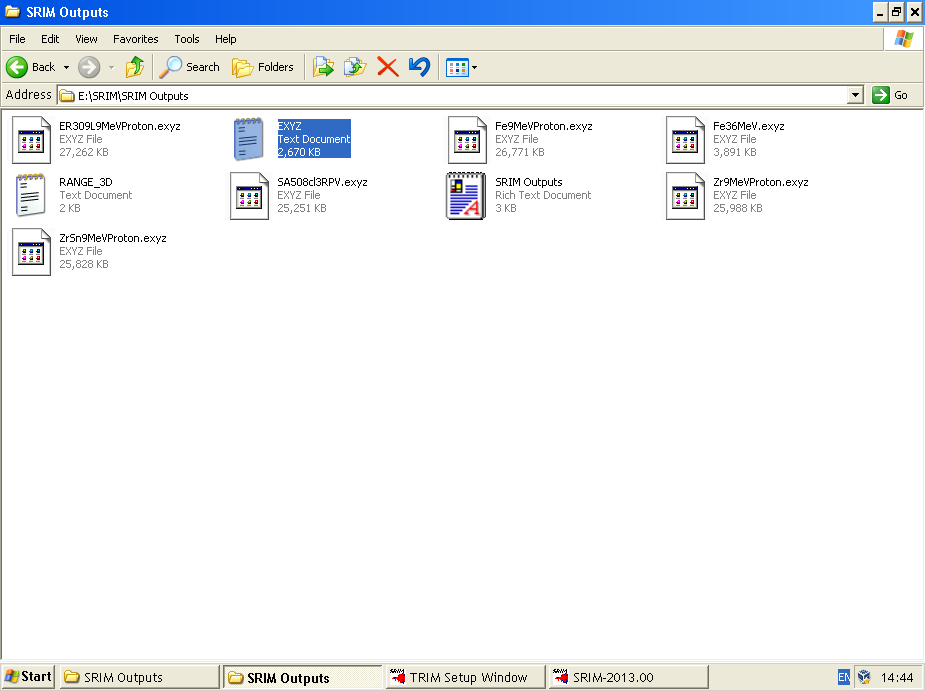 SRIM Outputs
File Edit View Favorites Tools Help
Back Search Folders
Address E:\SRIM\SRIM Outputs Go
ER309L9MeVProton.exyz
EXYZ File
27,262 KB
EXYZ
Text Document
2,670 KB
Fe9MeVProton.exyz
EXYZ File
26,771 KB
Fe36MeV.exyz
EXYZ File
3,891 KB
RANGE_3D
Text Document
2 KB
SA508cl3RPV.exyz
EXYZ File
25,251 KB
SRIM Outputs
Rich Text Document
3 KB
Zr9MeVProton.exyz
EXYZ File
25,988 KB
ZrSn9MeVProton.exyz
EXYZ File
25,828 KB
Start SRIM Outputs SRIM Outputs TRIM Setup Window SRIM-2013.00 EN 14:44